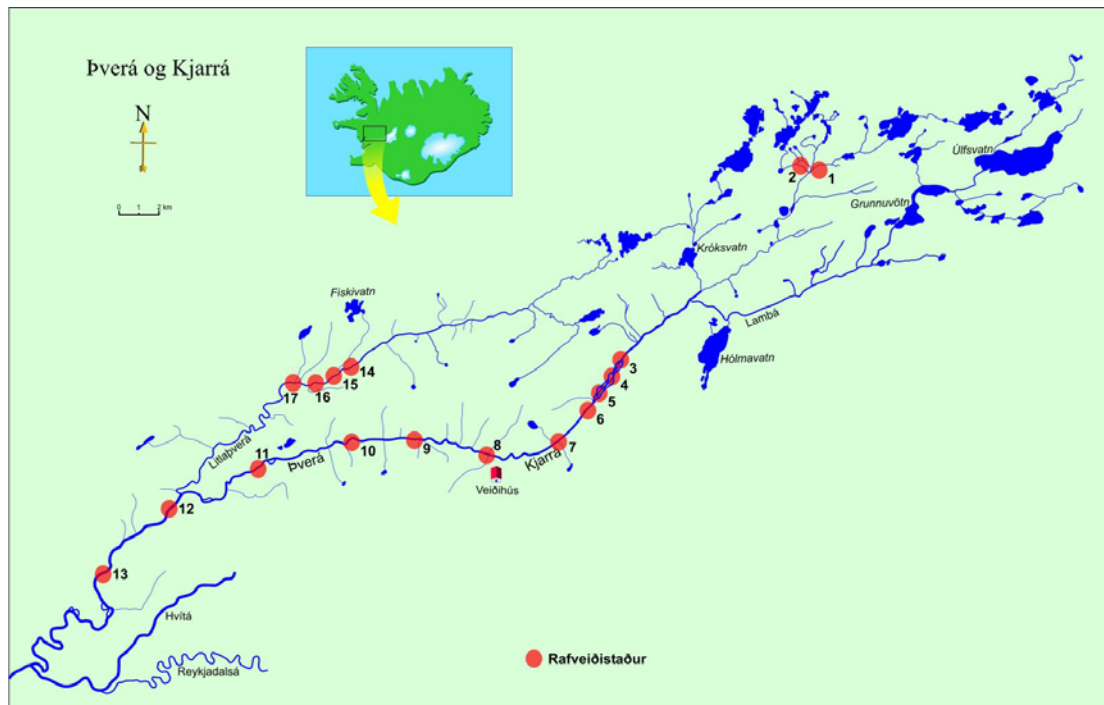 Þverá og Kjarrá
N
0 1 2 km
Úlfsvatn
2 1
Grunnuvötn
Króksvatn
Fiskivatn
Lambá
Hólmavatn
3
14
4
15
17 16
5
6
Litlaþverá
11
Þverá
10
9
8
Kjarrá
7
Veiðihús
12
13
Hvítá
Reykjadalsá
Rafveiðistaður